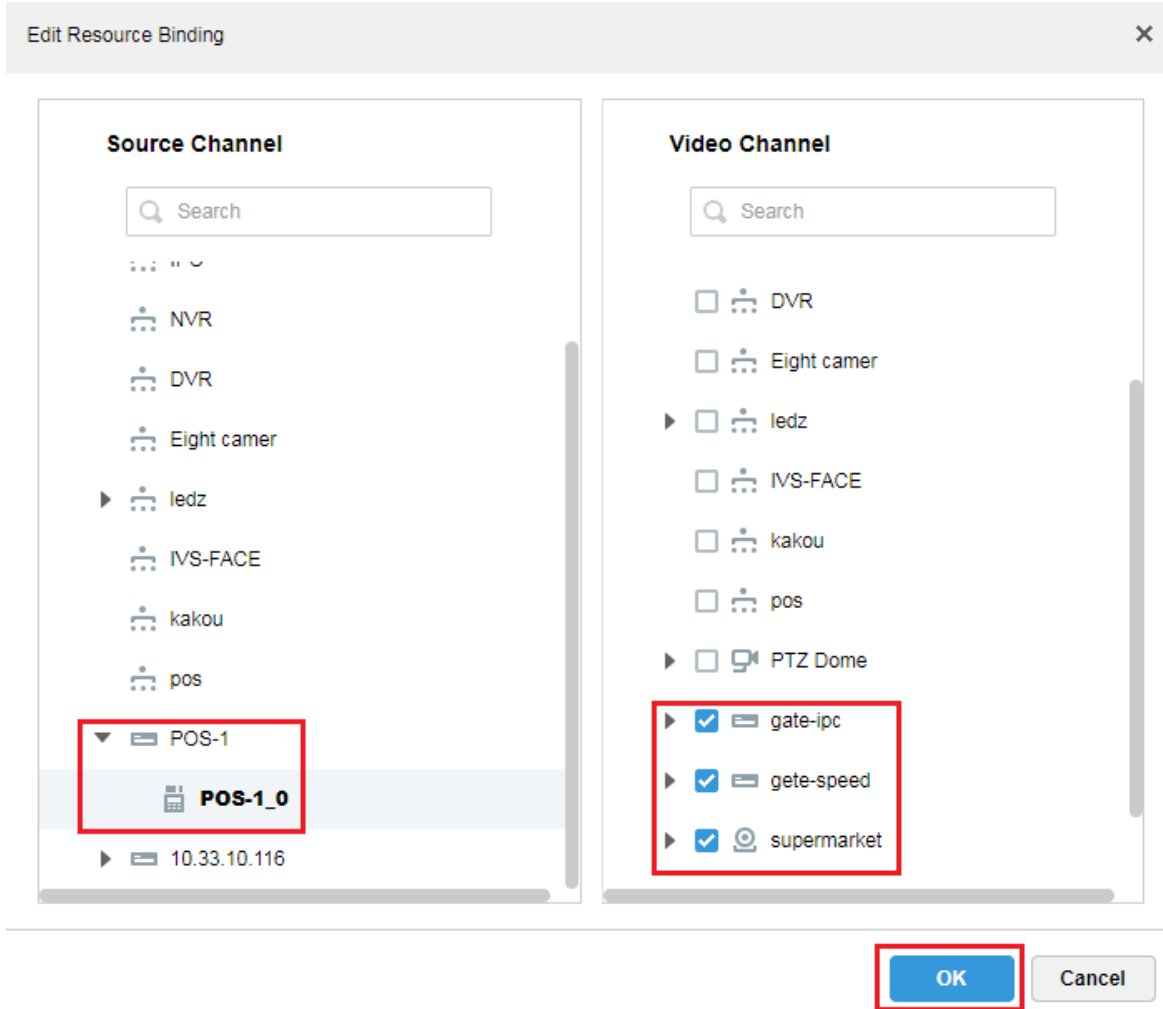 Edit Resource Binding
Source Channel
Search
NVR
DVR
Eight camer
ledz
IVS-FACE
kakou
pos
POS-1
POS-1_0
10.33.10.116
Video Channel
Search
DVR
Eight camer
ledz
IVS-FACE
kakou
pos
PTZ Dome
gate-ipc
gete-speed
supermarket
OK
Cancel